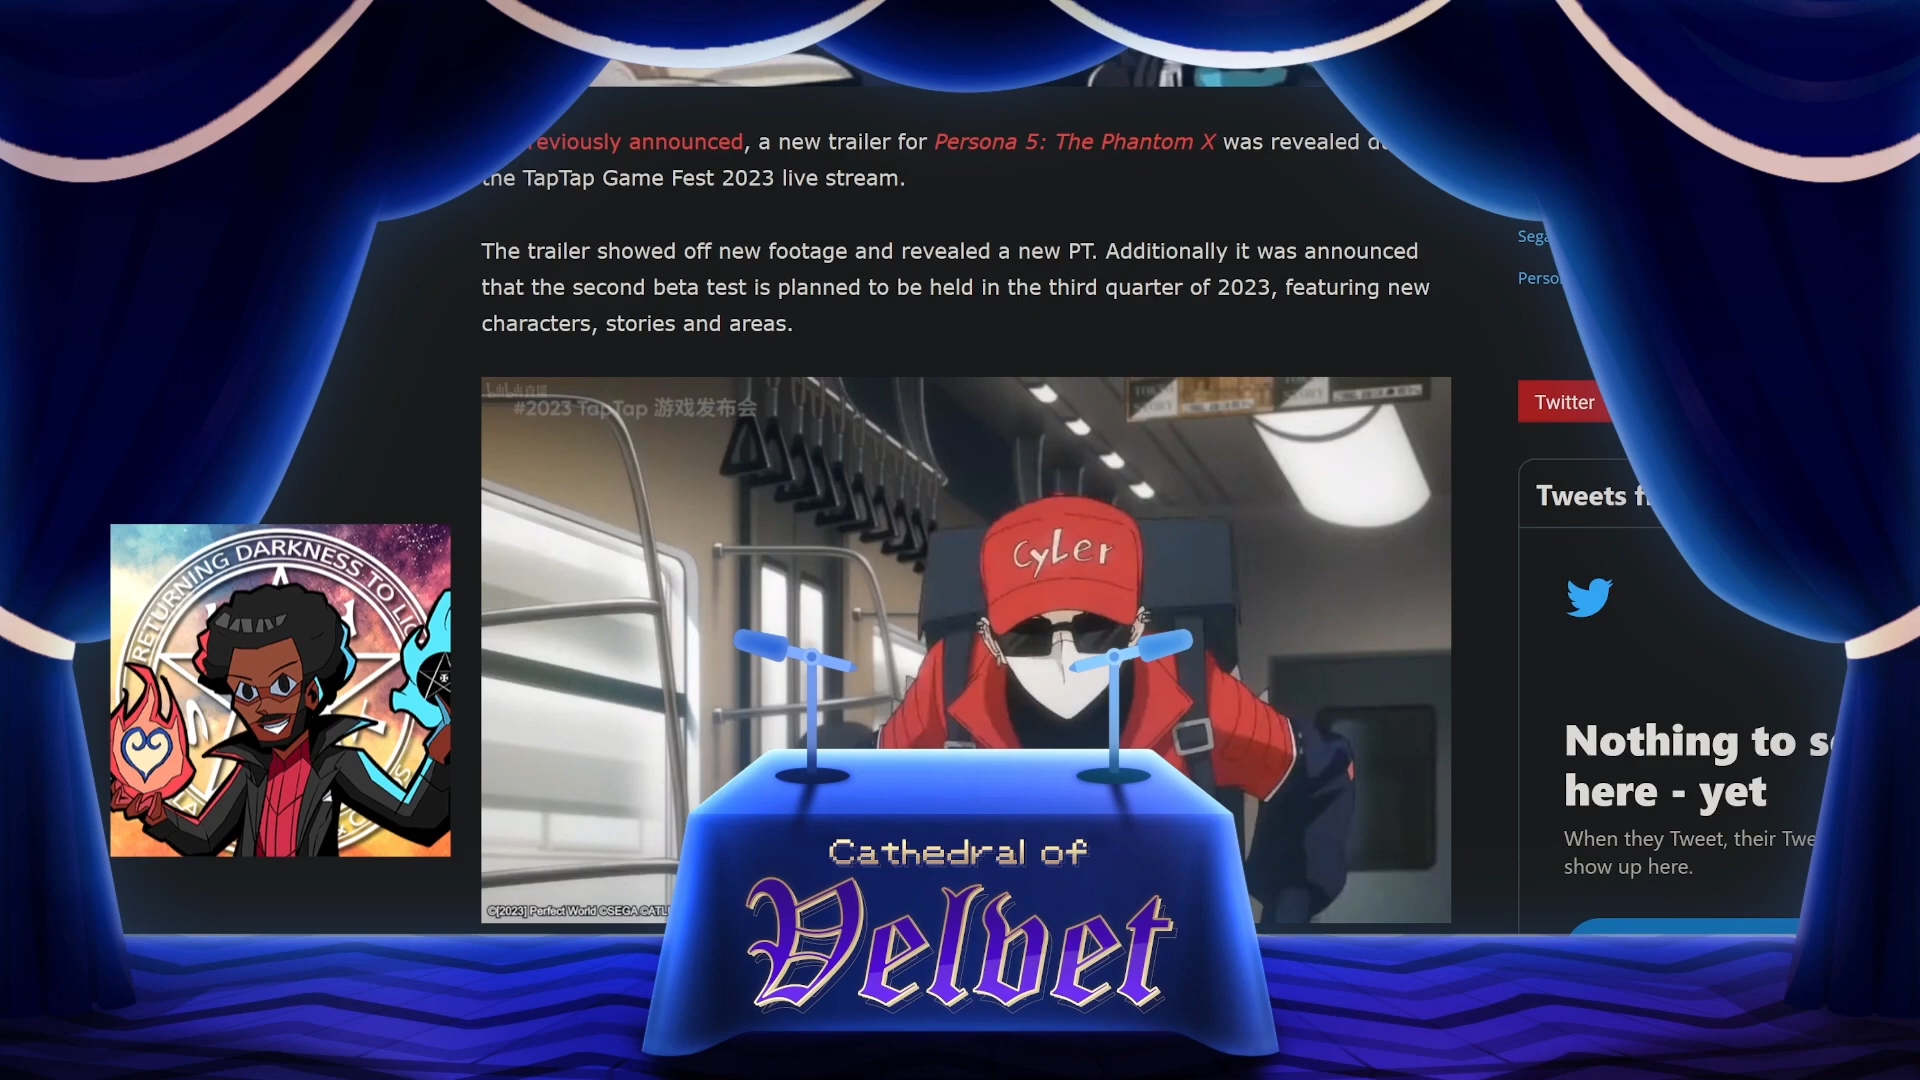 reviously announced, a new trailer for Persona 5: The Phantom X was revealed
the TapTap Game Fest 2023 live stream.
The trailer showed off new footage and revealed a new PT. Additionally it was announced
that the second beta test is planned to be held in the third quarter of 2023, featuring new
characters, stories and areas.
Sega
Perso
Twitter
Tweets f
#2023 TapTap 游戏发布会
CyLer
RETURNING DARKNESS TO
Nothing to s
here - yet
When they Tweet, their Twe
show up here.
©[2023] Perfect World ©SEGA ©ATL
Cathedral of
Velvet